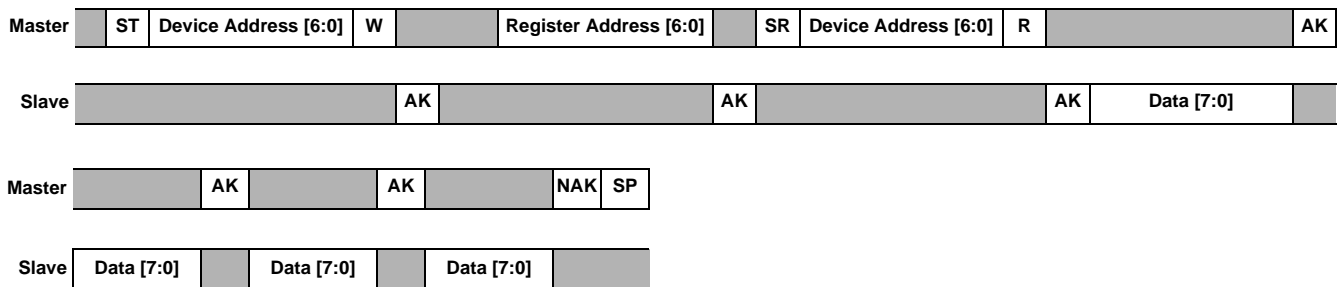 Master ST Device Address [6:0] W Register Address [6:0] SR Device Address [6:0] R AK
Slave AK AK AK Data [7:0]
Master AK AK NAK SP
Slave Data [7:0] Data [7:0] Data [7:0]